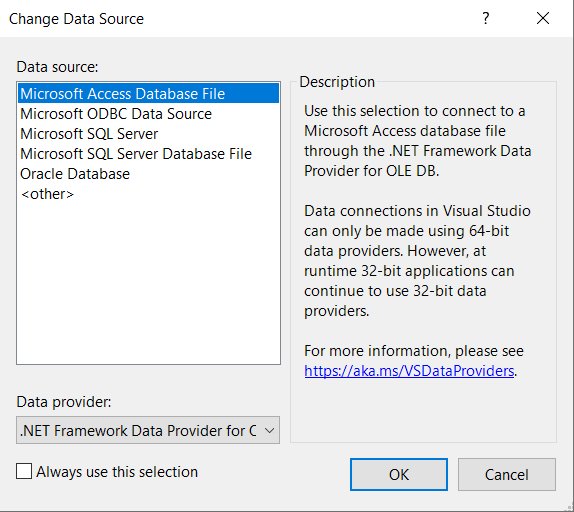 Change Data Source
?
Data source:
Microsoft Access Database File
Microsoft ODBC Data Source
Microsoft SQL Server
Microsoft SQL Server Database File
Oracle Database
<other>
Description
Use this selection to connect to a
Microsoft Access database file
through the .NET Framework Data
Provider for OLE DB.
Data connections in Visual Studio
can only be made using 64-bit
data providers. However, at
runtime 32-bit applications can
continue to use 32-bit data
providers.
For more information, please see
https://aka.ms/VSDataProviders.
Data provider:
.NET Framework Data Provider for C
Always use this selection
OK
Cancel